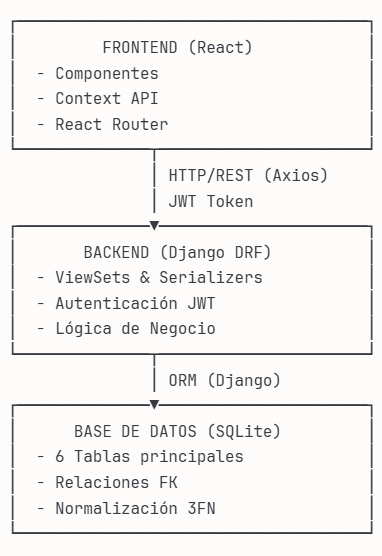 FRONTEND (React)
- Componentes
- Context API
- React Router
HTTP/REST (Axios)
JWT Token
BACKEND (Django DRF)
- ViewSets & Serializers
- Autenticación JWT
- Lógica de Negocio
ORM (Django)
BASE DE DATOS (SQLite)
- 6 Tablas principales
- Relaciones FK
- Normalización 3FN